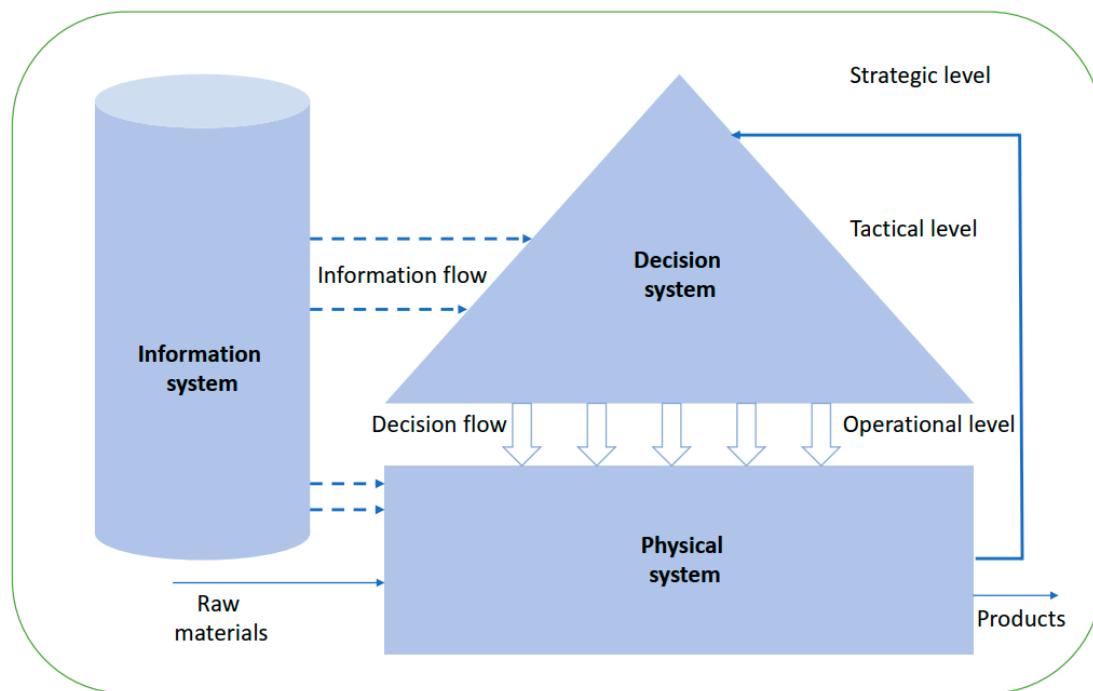 Strategic level
Tactical level
Decision
system
Information flow
Information
system
Decision flow
Operational level
Physical
system
Raw
materials
Products